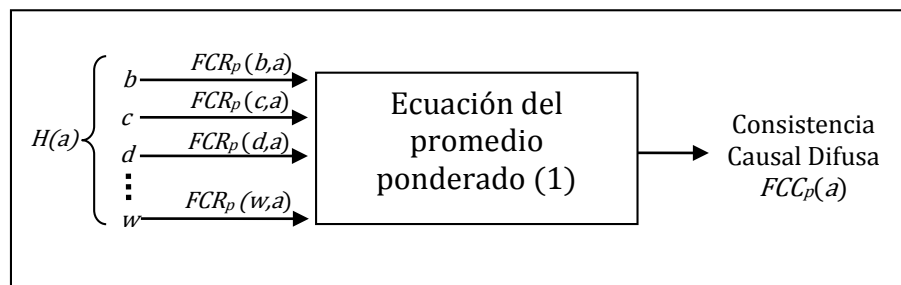 H(a)
b FCRp(b,a)
c FCRp(c,a)
d FCRp(d,a)
w FCRp(w,a)
Ecuación del
promedio
ponderado (1)
Consistencia
Causal Difusa
FCCp(a)